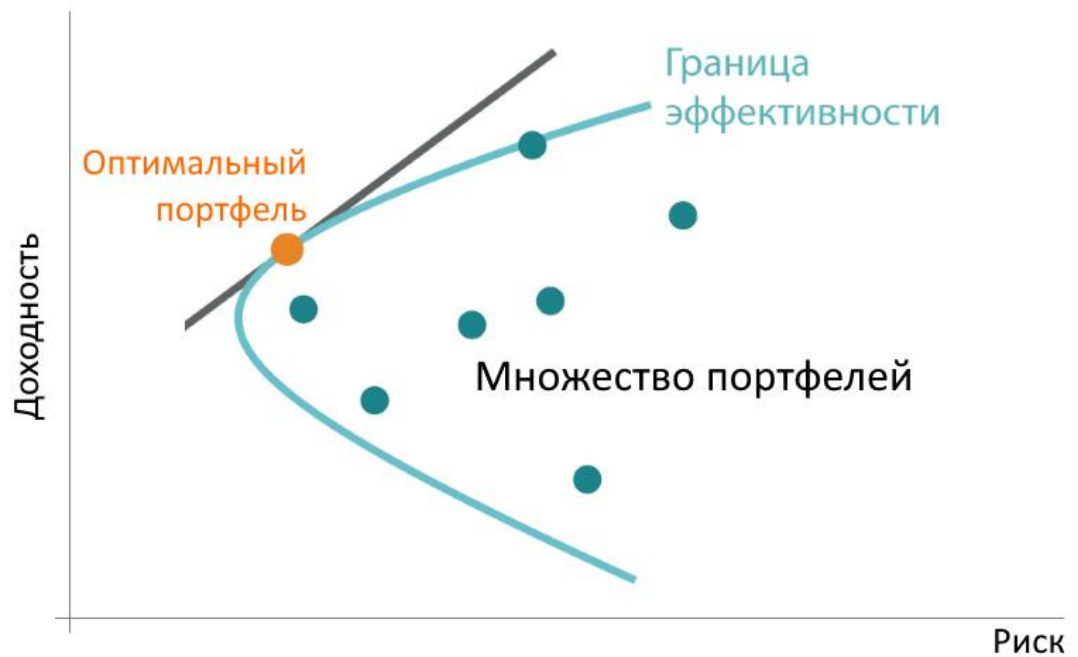 Граница
эффективности
Оптимальный
портфель
Доходность
Множество портфелей
Риск